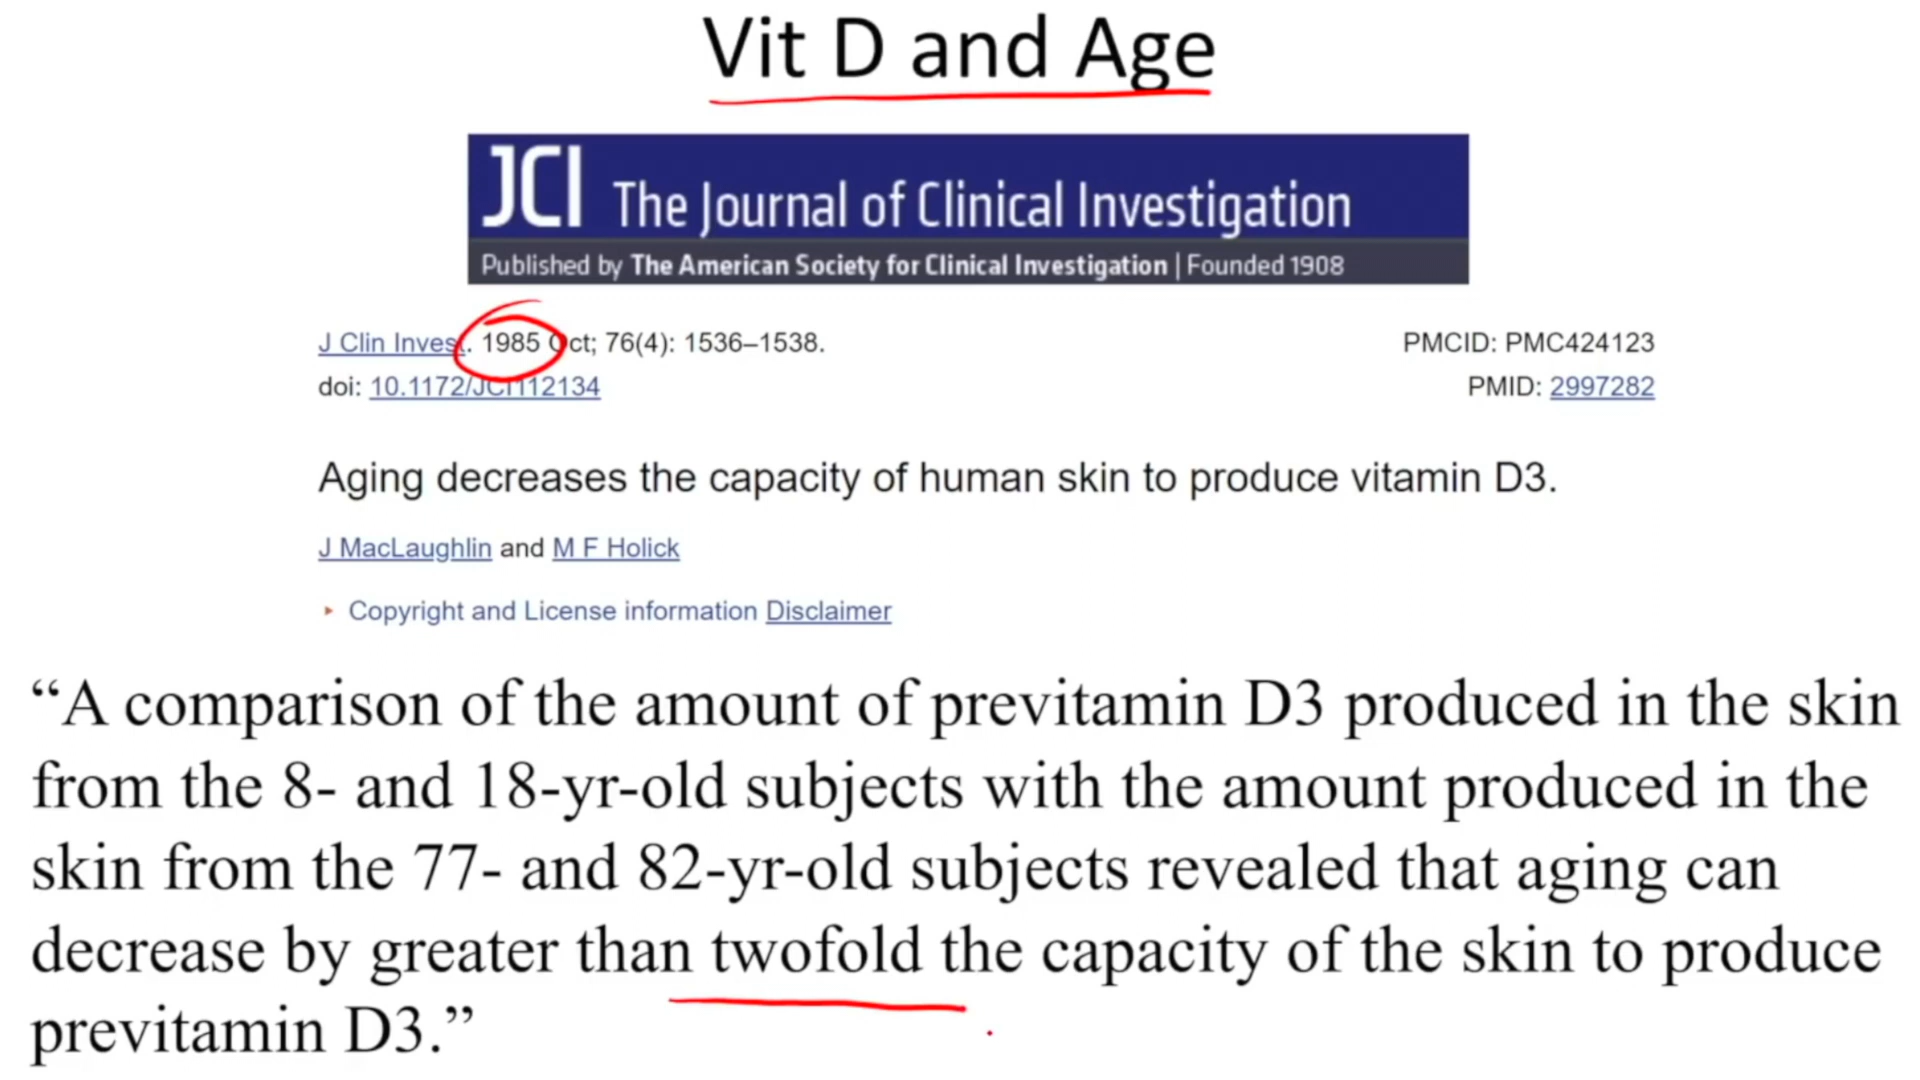 Vit D and Age
JCI The Journal of Clinical Investigation
Published by The American Society for Clinical Investigation | Founded 1908
J Clin Invest. 1985 Oct; 76(4): 1536–1538.
PMCID: PMC424123
doi: 10.1172/JCI112134
PMID: 2997282
Aging decreases the capacity of human skin to produce vitamin D3.
J MacLaughlin and M F Holick
▸ Copyright and License information Disclaimer
“A comparison of the amount of previtamin D3 produced in the skin
from the 8- and 18-yr-old subjects with the amount produced in the
skin from the 77- and 82-yr-old subjects revealed that aging can
decrease by greater than twofold the capacity of the skin to produce
previtamin D3.”